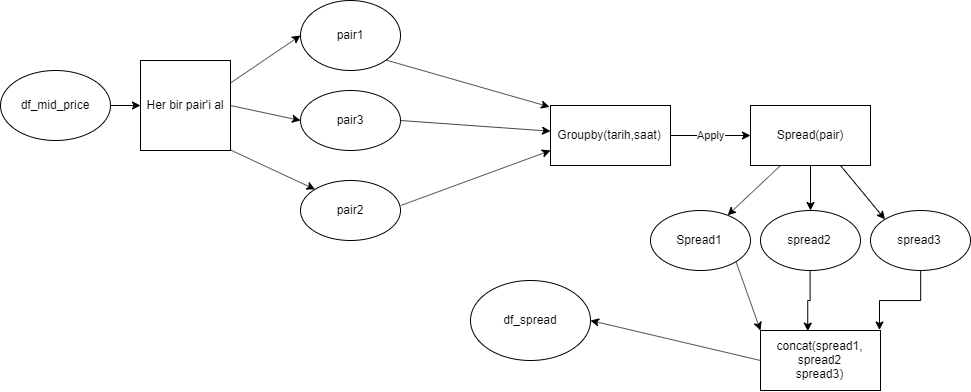 pair1
df_mid_price
Her bir pair'i al
pair3
Groupby(tarih,saat)
Apply
Spread(pair)
pair2
Spread1
spread2
spread3
df_spread
concat(spread1,
spread2
spread3)